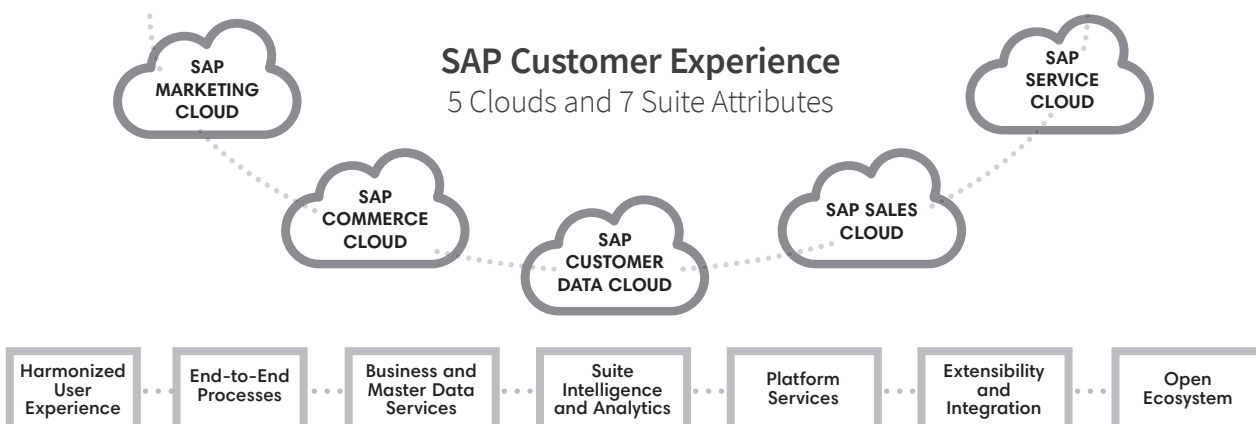 SAP Customer Experience
5 Clouds and 7 Suite Attributes
SAP
MARKETING
CLOUD
SAP
COMMERCE
CLOUD
SAP
CUSTOMER
DATA CLOUD
SAP SALES
CLOUD
SAP
SERVICE
CLOUD
Harmonized
User
Experience
End-to-End
Processes
Business and
Master Data
Services
Suite
Intelligence
and Analytics
Platform
Services
Extensibility
and
Integration
Open
Ecosystem